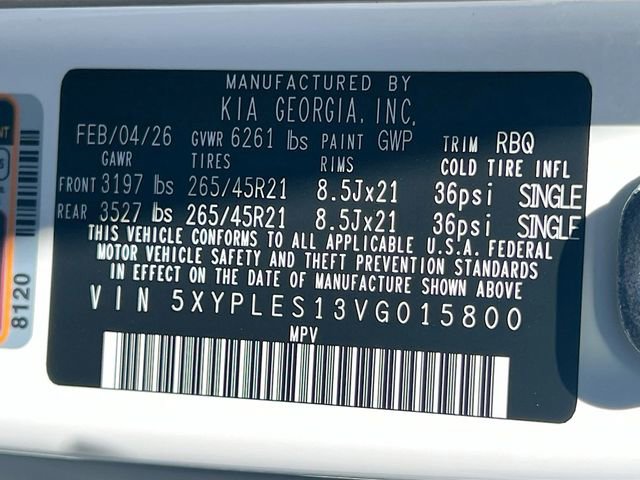 MANUFACTURED BY
KIA GEORGIA, INC.
FEB/04/26 GVWR 6261 lbs PAINT GWP TRIM RBQ
GAWR TIRES RIMS COLD TIRE INFL
FRONT 3197 lbs 265/45R21 8.5Jx21 36psi SINGLE
REAR 3527 lbs 265/45R21 8.5Jx21 36psi SINGLE
THIS VEHICLE CONFORMS TO ALL APPLICABLE U.S.A. FEDERAL
MOTOR VEHICLE SAFETY AND THEFT PREVENTION STANDARDS
IN EFFECT ON THE DATE OF MANUFACTURE SHOWN ABOVE
VIN 5XYPLES13VG015800
MPV
8120